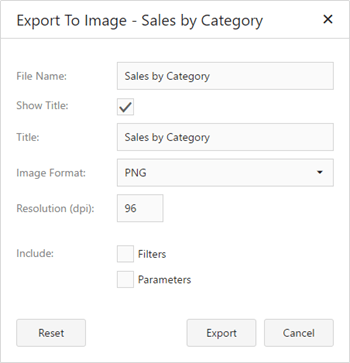 Export To Image - Sales by Category
File Name: Sales by Category
Show Title:
Title: Sales by Category
Image Format: PNG
Resolution (dpi): 96
Include: Filters
Parameters
Reset Export Cancel